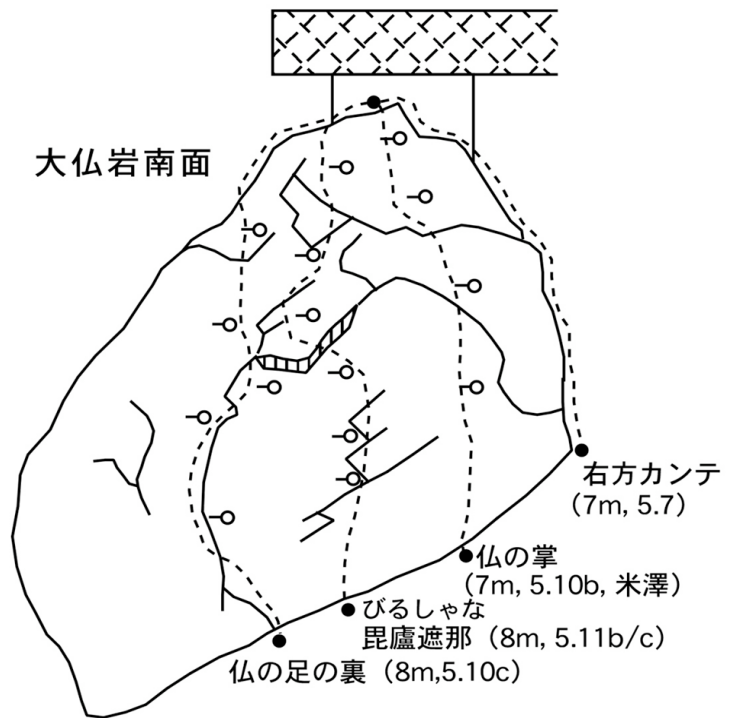 大仏岩南面
右方カンテ
(7m, 5.7)
仏の掌
(7m, 5.10b, 米澤)
びるしゃな
毘盧遮那(8m, 5.11b/c)
仏の足の裏(8m,5.10c)